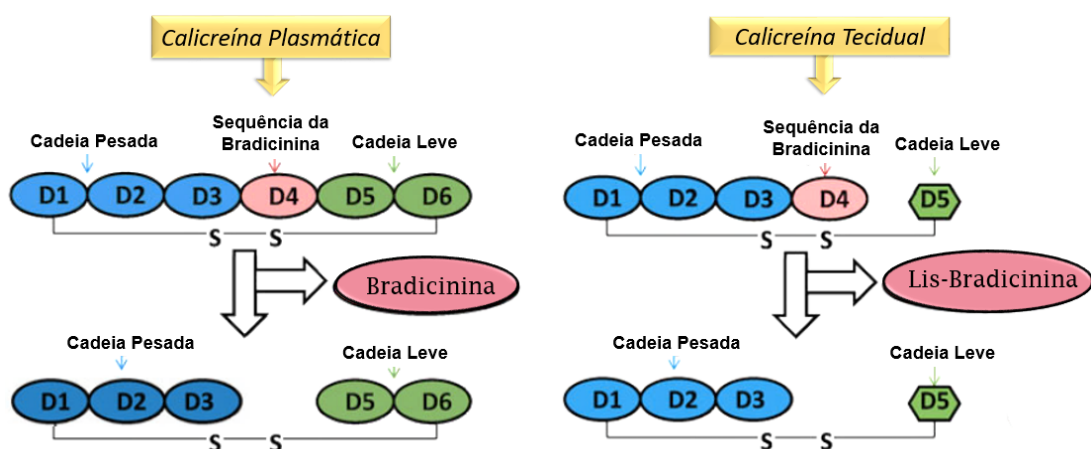 Calicreína Plasmática
Cadeia Pesada
Sequência da
Bradicinina
Cadeia Leve
D1 D2 D3 D4 D5 D6
S S
Bradicinina
Cadeia Pesada
Cadeia Leve
D1 D2 D3 D5 D6
S S
Calicreína Tecidual
Cadeia Pesada
Sequência da
Bradicinina
Cadeia Leve
D1 D2 D3 D4 D5
S S
Lis-Bradicinina
Cadeia Pesada
Cadeia Leve
D1 D2 D3 D5
S S